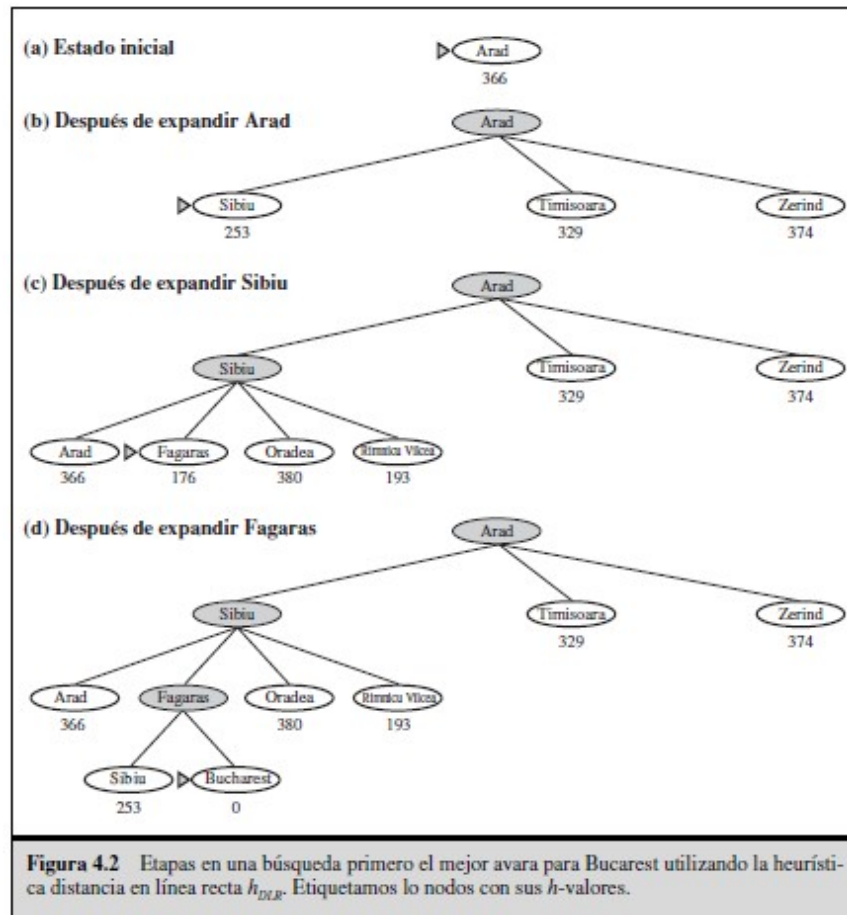 (a) Estado inicial
Arad
366
(b) Después de expandir Arad
Arad
Sibiu
Timisoara
Zerind
253
329
374
(c) Después de expandir Sibiu
Arad
Sibiu
Timisoara
Zerind
329
374
Arad
Fagaras
Oradea
Rimnicu Vilcea
366
176
380
193
(d) Después de expandir Fagaras
Arad
Sibiu
Timisoara
Zerind
329
374
Arad
Fagaras
Oradea
Rimnicu Vilcea
366
380
193
Sibiu
Bucharest
253
0
Figura 4.2 Etapas en una búsqueda primero el mejor avara para Bucarest utilizando la heurísti-
ca distancia en línea recta hDLR. Etiquetamos lo nodos con sus h-valores.